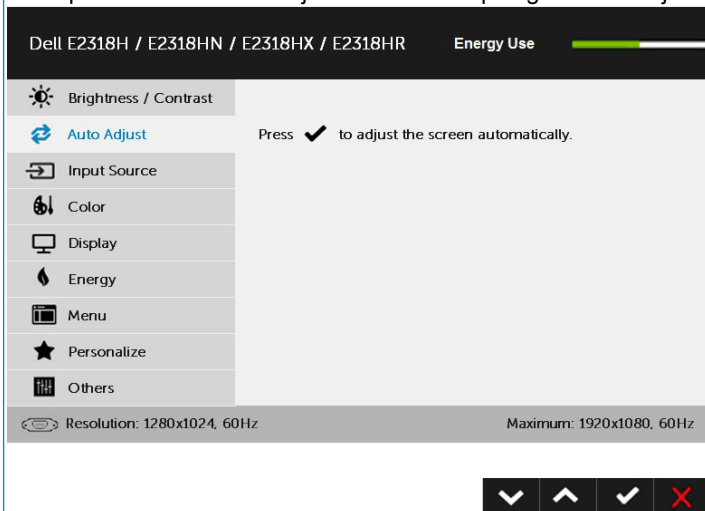 Dell E2318H / E2318HN / E2318HX / E2318HR Energy Use
Brightness / Contrast
Auto Adjust
Press to adjust the screen automatically.
Input Source
Color
Display
Energy
Menu
Personalize
Others
Resolution: 1280x1024, 60Hz Maximum: 1920x1080, 60Hz